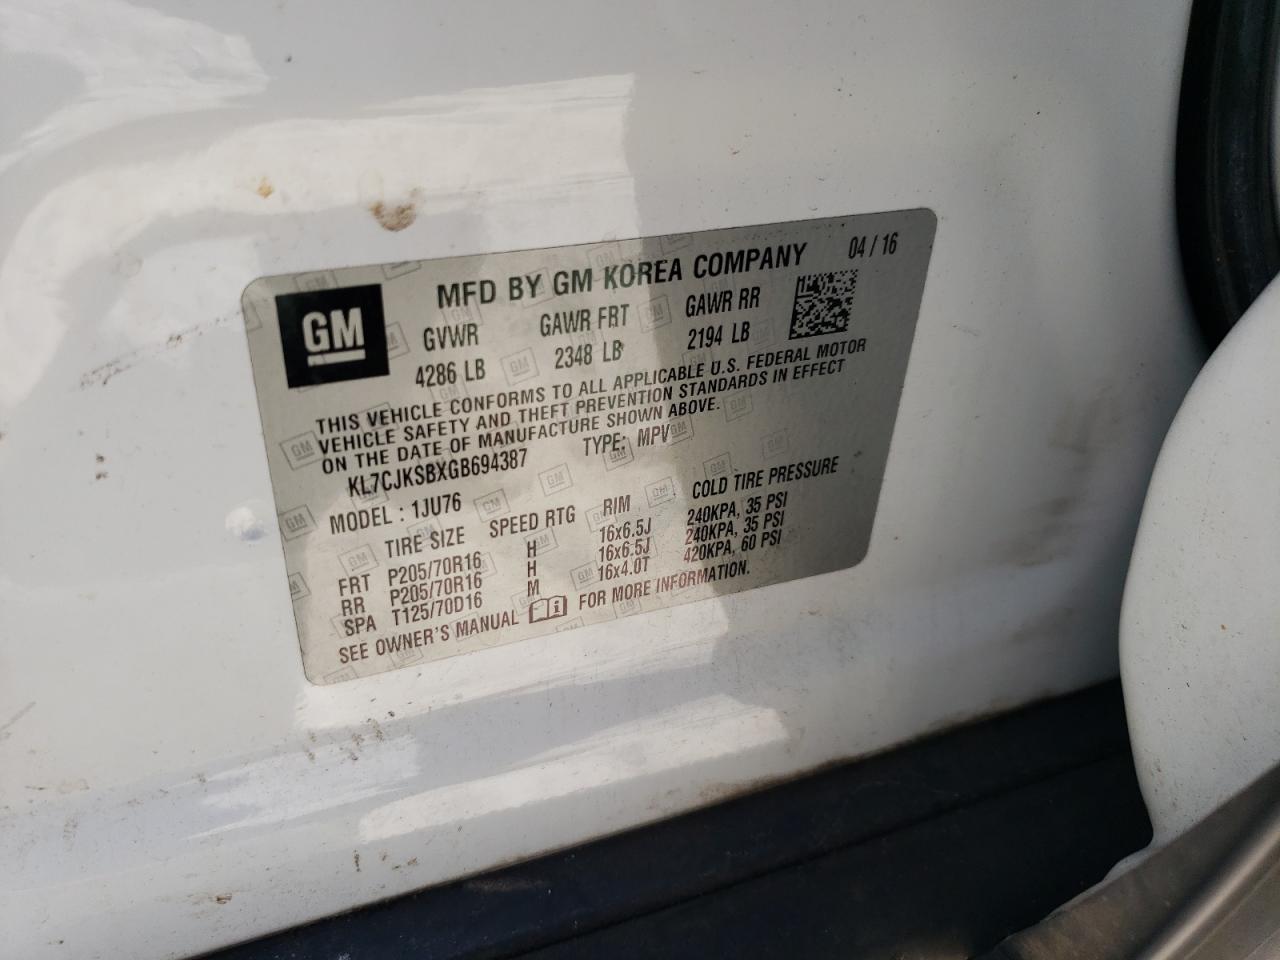 GM
MFD BY GM KOREA COMPANY 04 / 16
GVWR GAWR FRT GAWR RR
4286 LB 2348 LB 2194 LB
THIS VEHICLE CONFORMS TO ALL APPLICABLE U.S. FEDERAL MOTOR
VEHICLE SAFETY AND THEFT PREVENTION STANDARDS IN EFFECT
ON THE DATE OF MANUFACTURE SHOWN ABOVE.
KL7CJKSBXGB694387 TYPE: MPV
MODEL : 1JU76
TIRE SIZE SPEED RTG RIM COLD TIRE PRESSURE
FRT P205/70R16 H 16x6.5J 240KPA, 35 PSI
RR P205/70R16 H 16x6.5J 240KPA, 35 PSI
SPA T125/70D16 M 16x4.0T 420KPA, 60 PSI
SEE OWNER'S MANUAL i FOR MORE INFORMATION.